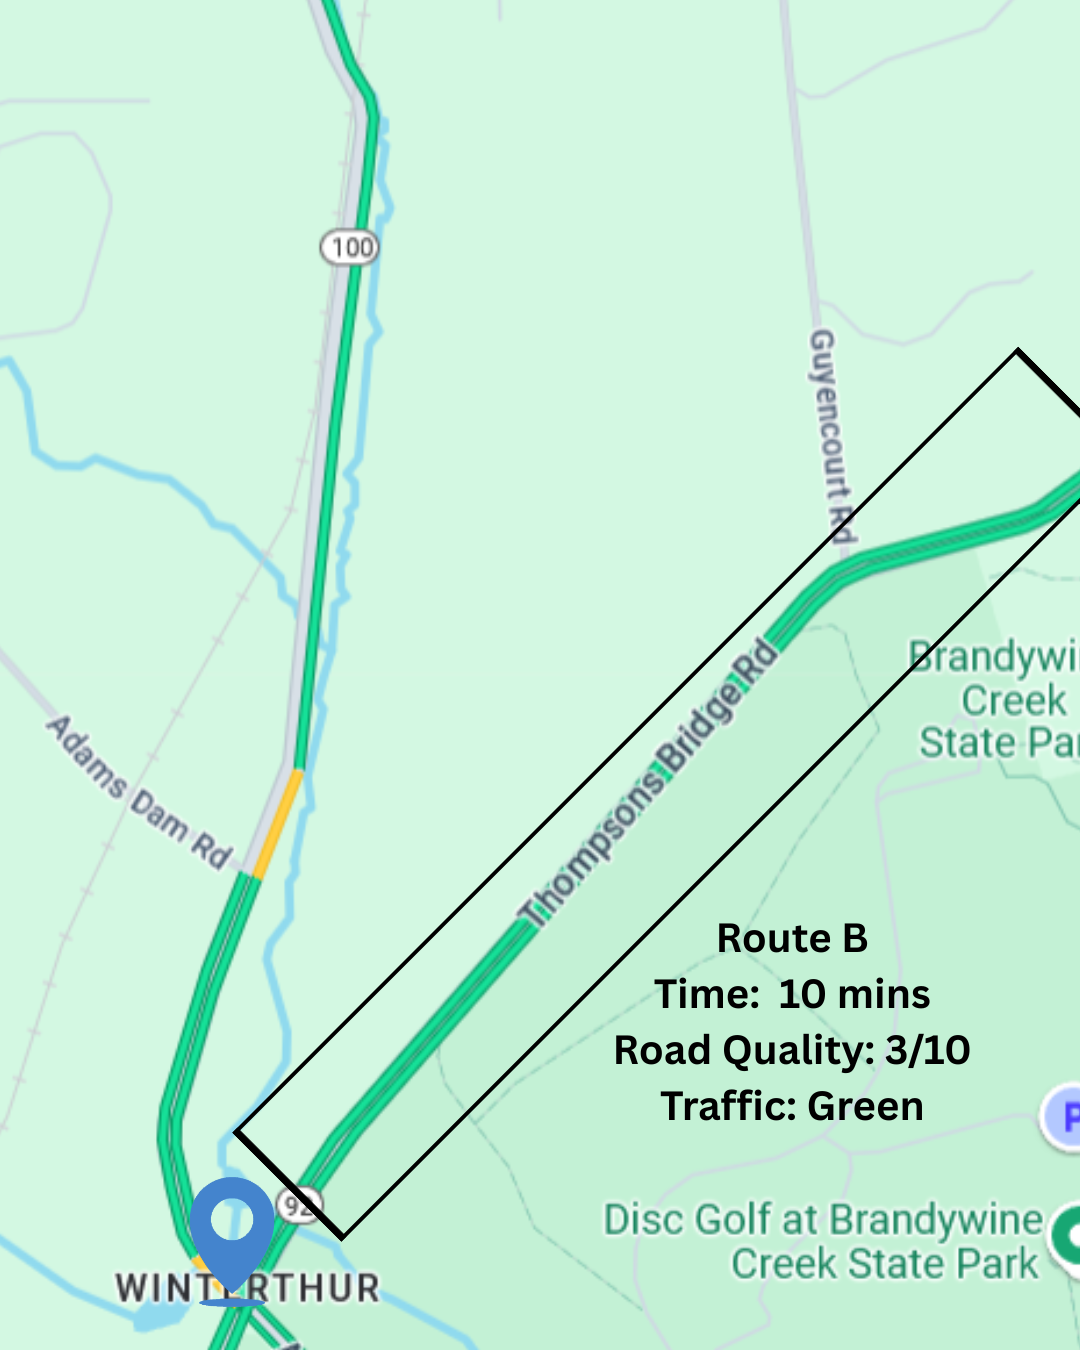 100
Guyencourt Rd
Brandywi
Creek
State Pa
Thompsons Bridge Rd
Adams Dam Rd
Route B
Time: 10 mins
Road Quality: 3/10
Traffic: Green
P
92
Disc Golf at Brandywine
Creek State Park
WINTERTHUR